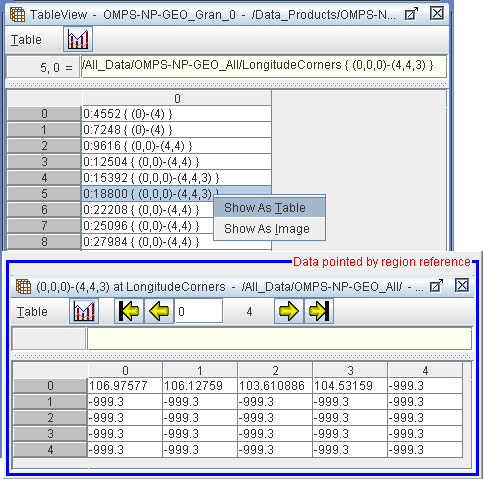 TableView - OMPS-NP-GEO_Gran_0 - /Data_Products/OMPS-N...
Table
5, 0 = /All_Data/OMPS-NP-GEO_All/LongitudeCorners { (0,0,0)-(4,4,3) }
0
0 0:4552 { (0)-(4) }
1 0:7248 { (0)-(4) }
2 0:9616 { (0,0)-(4,4) }
3 0:12504 { (0,0)-(4,4) }
4 0:15392 { (0,0,0)-(4,4,3) }
5 0:18800 { (0,0,0)-(4,4,3) }
6 0:22208 { (0,0)-(4,4) }
7 0:25096 { (0,0)-(4,4) }
8 0:27984 { (0,0)-(4,4) }
Show As Table
Show As Image
Data pointed by region reference
(0,0,0)-(4,4,3) at LongitudeCorners - /All_Data/OMPS-NP-GEO_All/ - ...
Table 0 4
0 1 2 3 4
0 106.97577 106.12759 103.610886 104.53159 -999.3
1 -999.3 -999.3 -999.3 -999.3 -999.3
2 -999.3 -999.3 -999.3 -999.3 -999.3
3 -999.3 -999.3 -999.3 -999.3 -999.3
4 -999.3 -999.3 -999.3 -999.3 -999.3